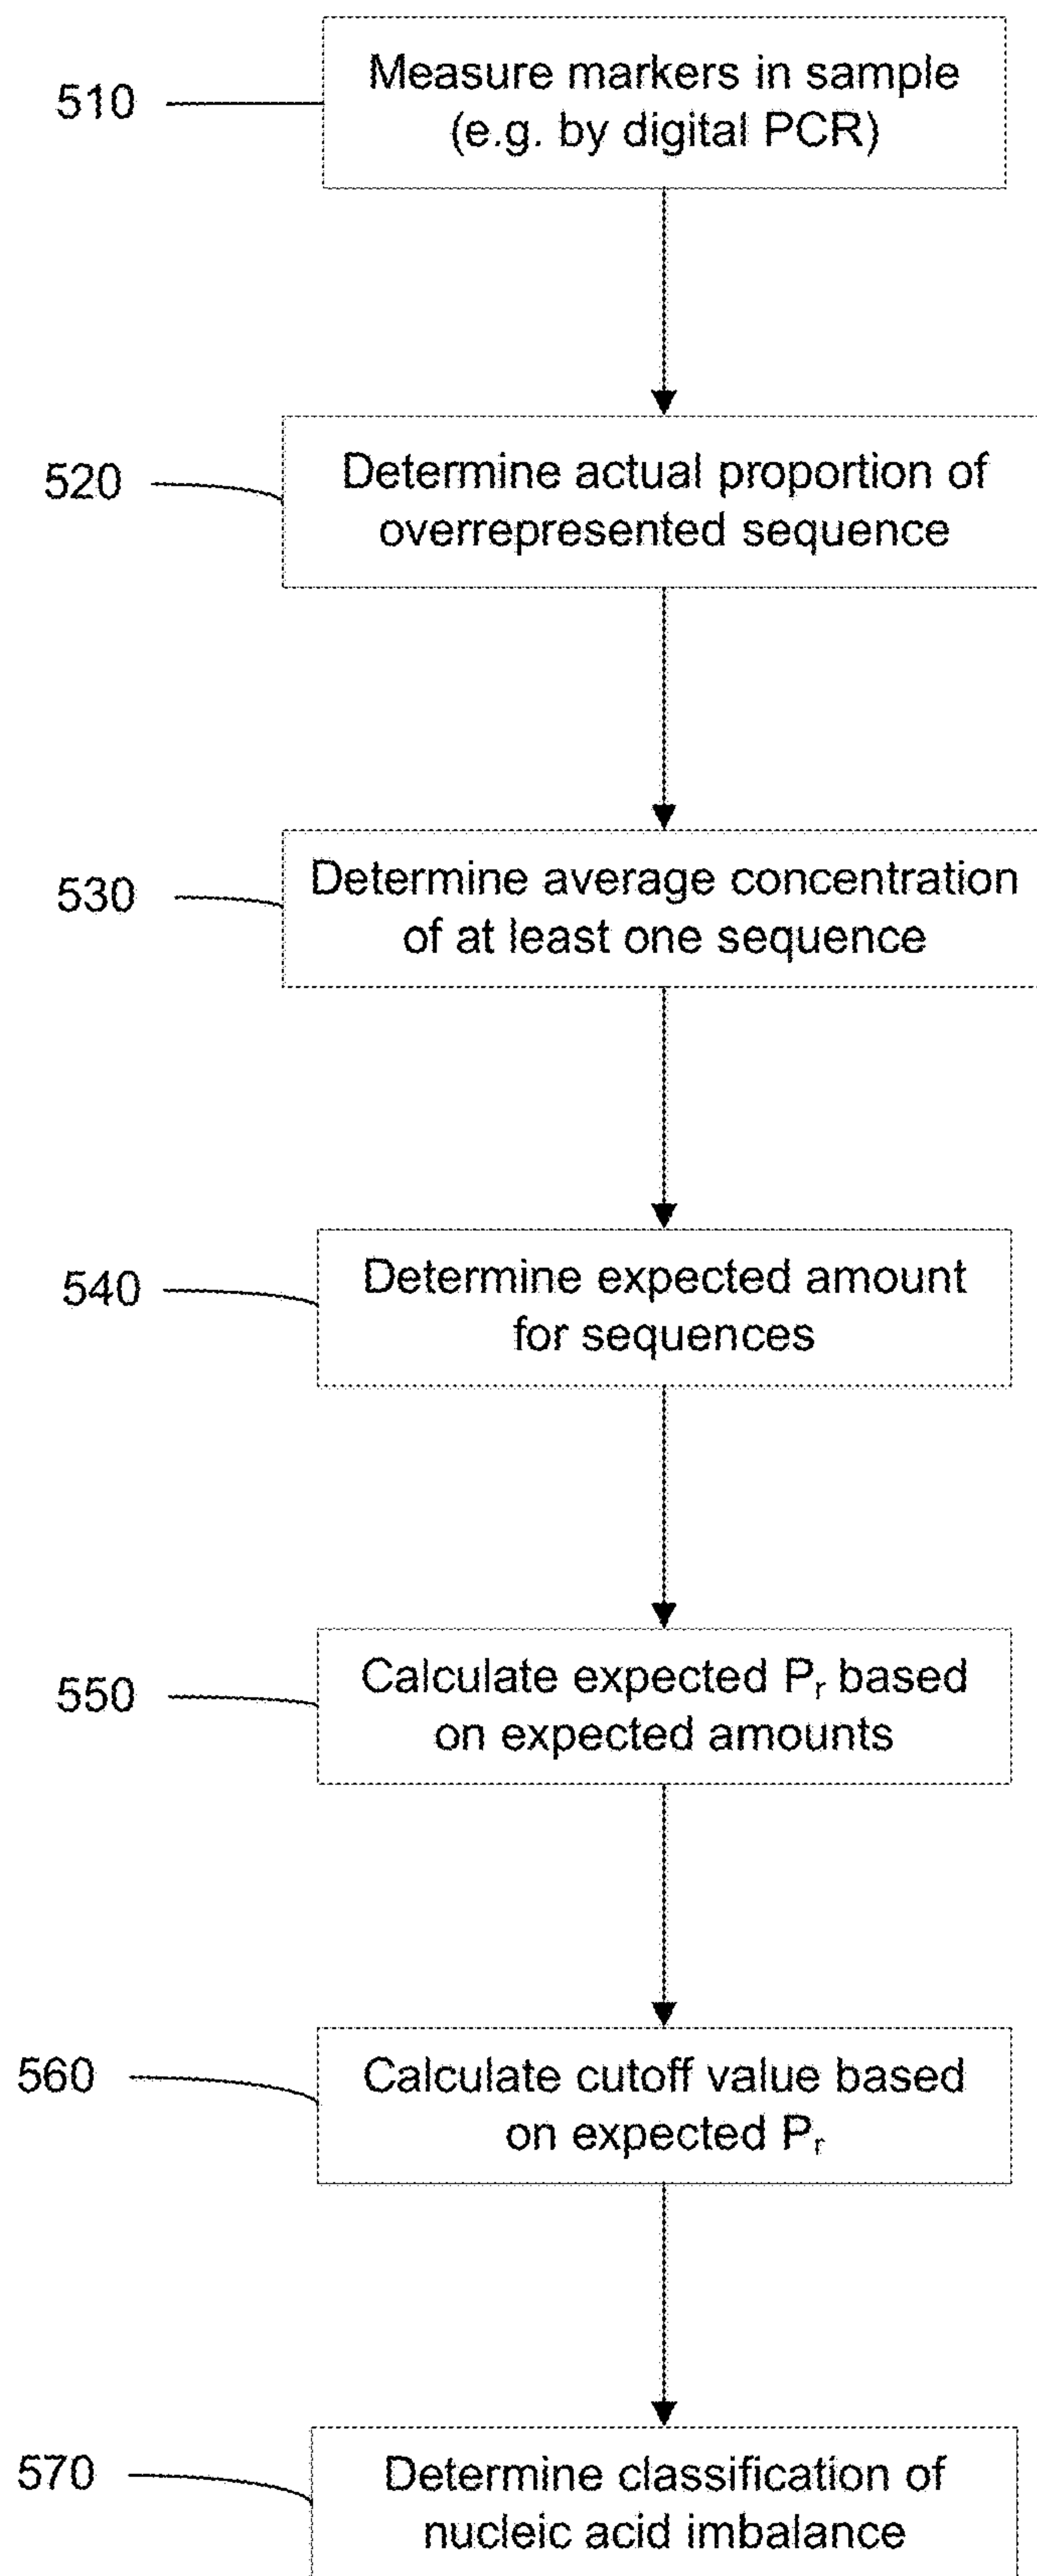 510
Measure markers in sample
(e.g. by digital PCR)
520
Determine actual proportion of
overrepresented sequence
530
Determine average concentration
of at least one sequence
540
Determine expected amount
for sequences
550
Calculate expected Pᵣ based
on expected amounts
560
Calculate cutoff value based
on expected Pᵣ
570
Determine classification of
nucleic acid imbalance